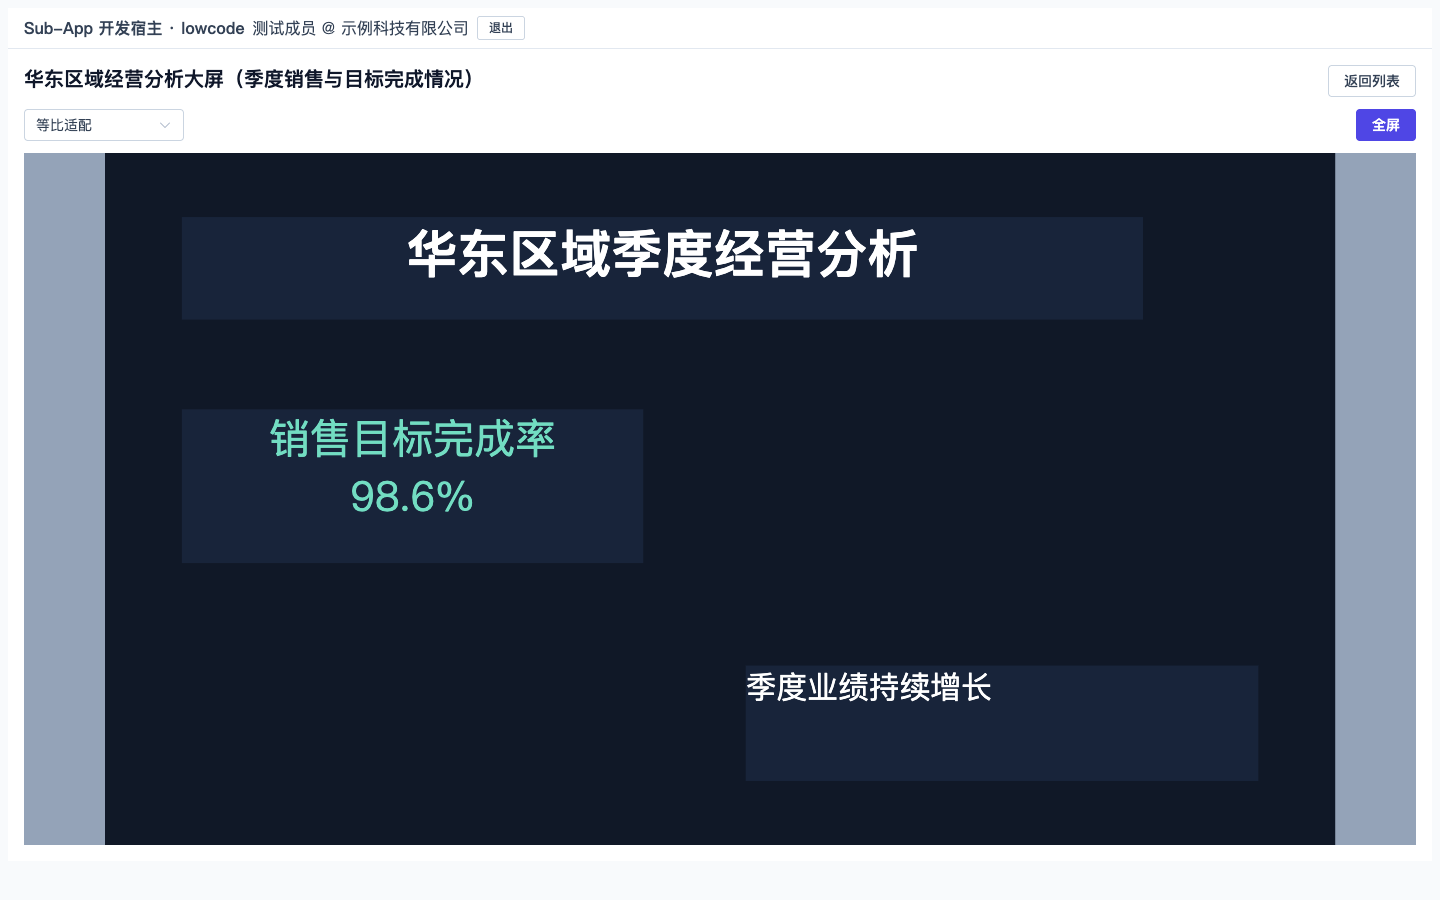 Sub-App 开发宿主 · lowcode 测试成员 @ 示例科技有限公司 退出
华东区域经营分析大屏（季度销售与目标完成情况）
返回列表
等比适配
全屏
华东区域季度经营分析
销售目标完成率
98.6%
季度业绩持续增长